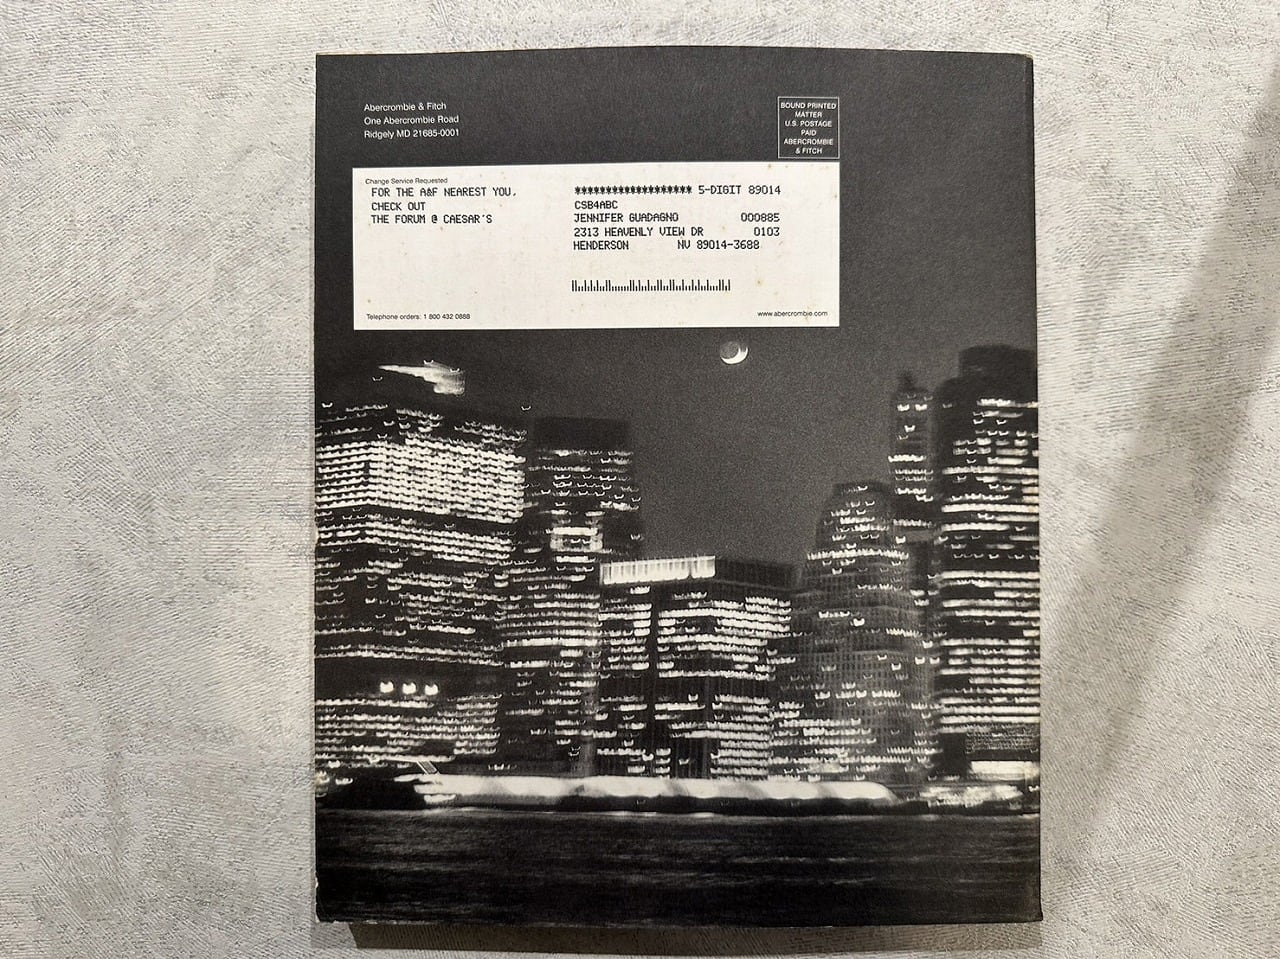 Abercrombie & Fitch
One Abercrombie Road
Ridgely MD 21685-0001
BOUND PRINTED
MATTER
U.S. POSTAGE
PAID
ABERCROMBIE
& FITCH
Change Service Requested
FOR THE A&F NEAREST YOU,
CHECK OUT
THE FORUM @ CAESAR'S
******************* 5-DIGIT 89014
CSB4ABC
JENNIFER GUADAGNO 000885
2313 HEAVENLY VIEW DR 0103
HENDERSON NV 89014-3688
Telephone orders: 1 800 432 0888
www.abercrombie.com